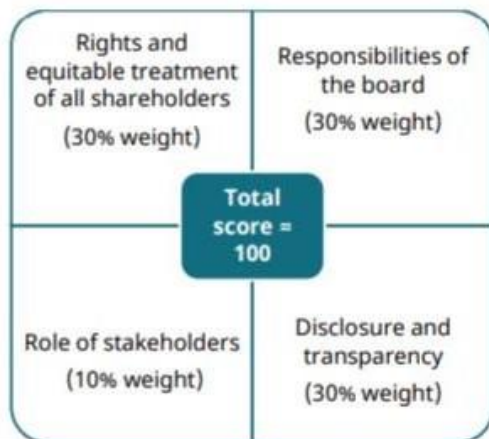 Rights and
equitable treatment
of all shareholders
(30% weight)
Responsibilities of
the board
(30% weight)
Total
score =
100
Role of stakeholders
(10% weight)
Disclosure and
transparency
(30% weight)